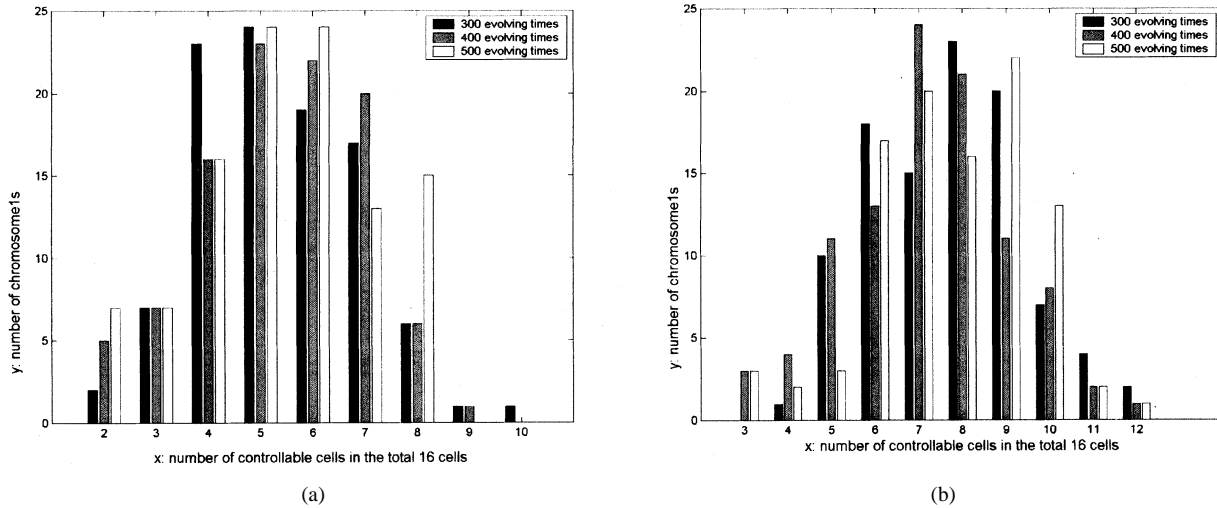 25
300 evolving times
400 evolving times
500 evolving times
20
15
10
5
0
y: number of chromosome1s
2 3 4 5 6 7 8 9 10
x: number of controllable cells in the total 16 cells
(a)
25
300 evolving times
400 evolving times
500 evolving times
20
15
10
5
0
y: number of chromosome1s
3 4 5 6 7 8 9 10 11 12
x: number of controllable cells in the total 16 cells
(b)